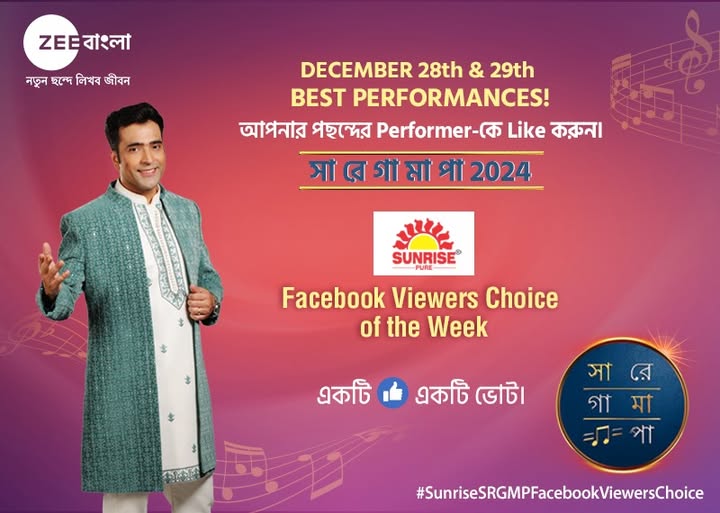 ZEEবাংলা
নতুন ছন্দে লিখব জীবন
DECEMBER 28th & 29th
BEST PERFORMANCES!
আপনার পছন্দের Performer-কে Like করুন।
সা রে গা মা পা 2024
SUNRISE®
PURE
Facebook Viewers Choice
of the Week
একটি একটি ভোট।
সা রে
গা মা
পা
#SunriseSRGMPFacebookViewersChoice